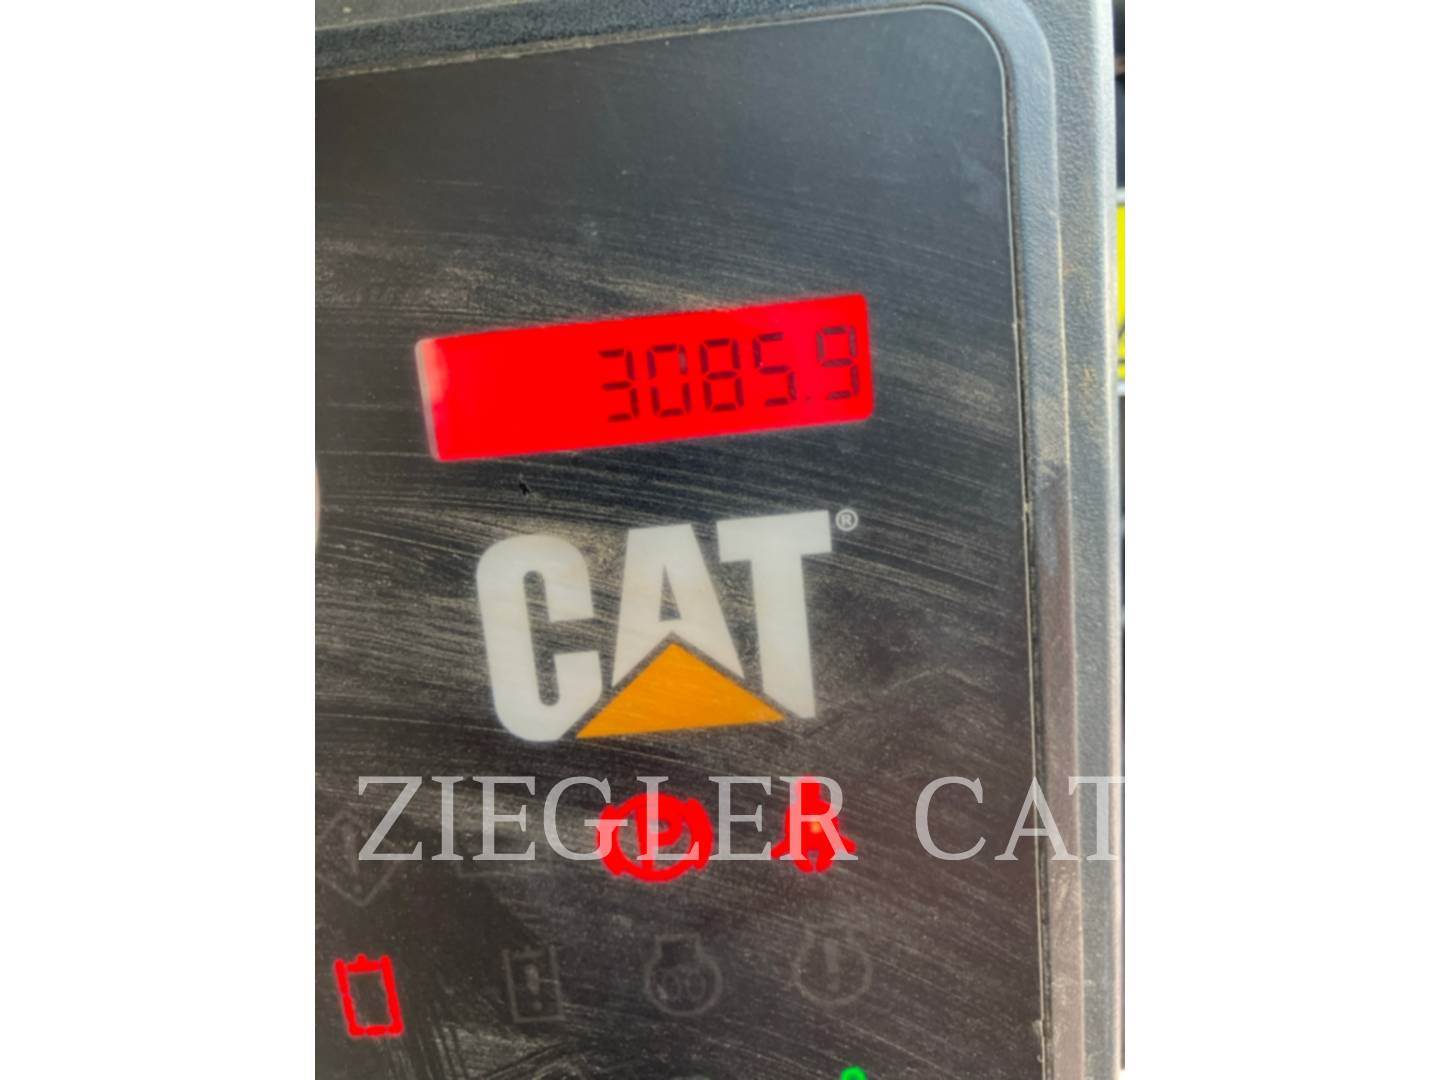 3085.9
CAT®
P
ZIEGLER CAT